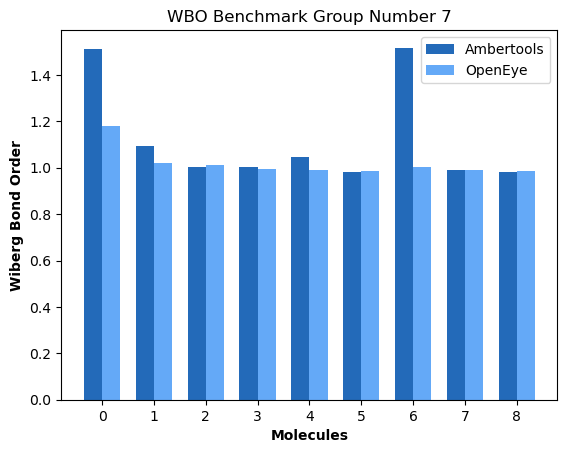 WBO Benchmark Group Number 7
Ambertools
OpenEye
Wiberg Bond Order
1.4
1.2
1.0
0.8
0.6
0.4
0.2
0.0
0 1 2 3 4 5 6 7 8
Molecules